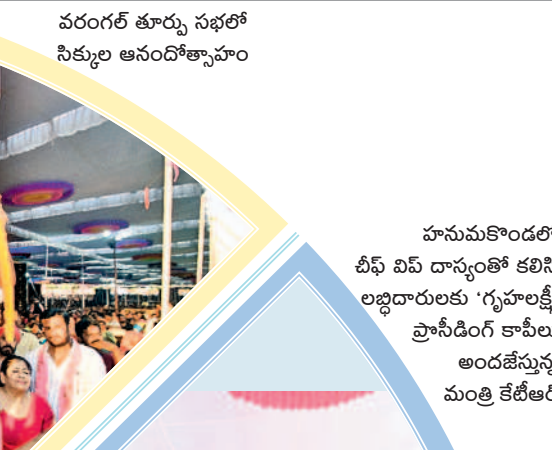 వరంగల్ తూర్పు సభలో
సిక్కుల ఆనందోత్సాహం
హనుమకొండలో
చీఫ్ విప్ దాస్యంతో కలిసి
లబ్ధిదారులకు ‘గృహలక్ష్మి
ప్రొసీడింగ్ కాపీలు
అందజేస్తున్న
మంత్రి కేటీఆర్